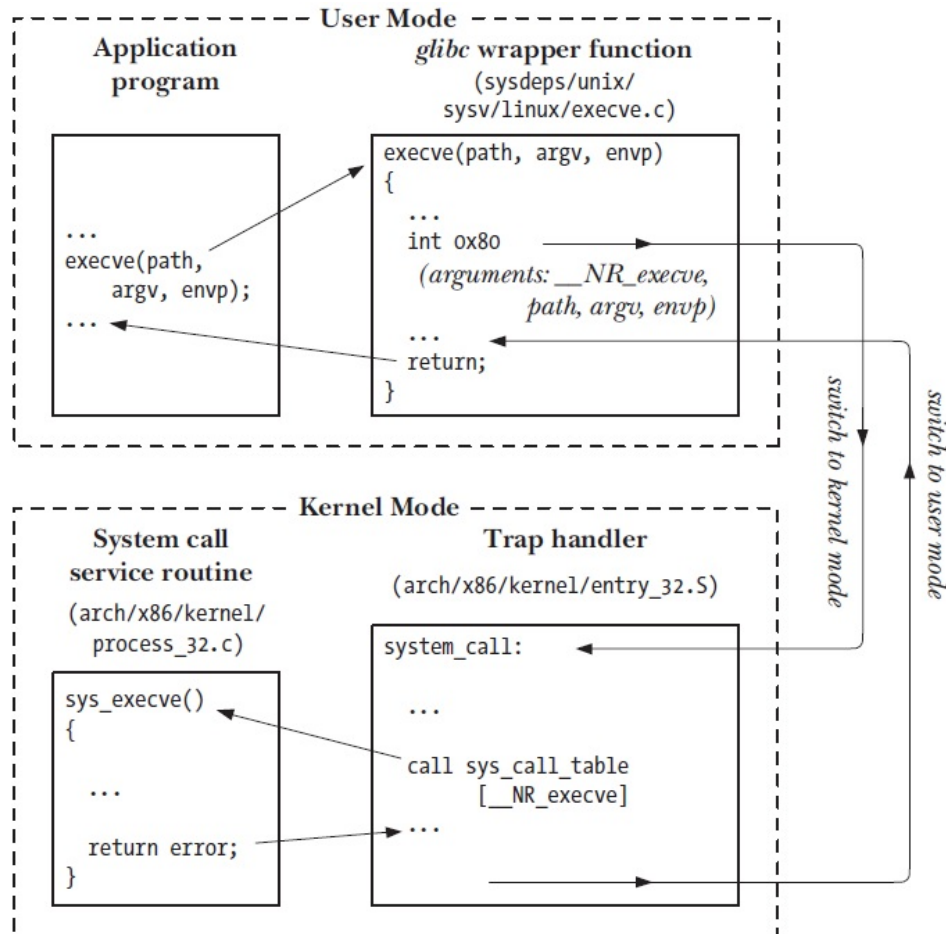 User Mode
Application
program
glibc wrapper function
(sysdeps/unix/
sysv/linux/execve.c)
...
execve(path,
argv, envp);
...
execve(path, argv, envp)
{
...
int 0x80
(arguments: __NR_execve,
path, argv, envp)
...
return;
}
switch to kernel mode
switch to user mode
Kernel Mode
System call
service routine
(arch/x86/kernel/
process_32.c)
Trap handler
(arch/x86/kernel/entry_32.S)
sys_execve()
{
...
return error;
}
system_call:
...
call sys_call_table
[__NR_execve]
...